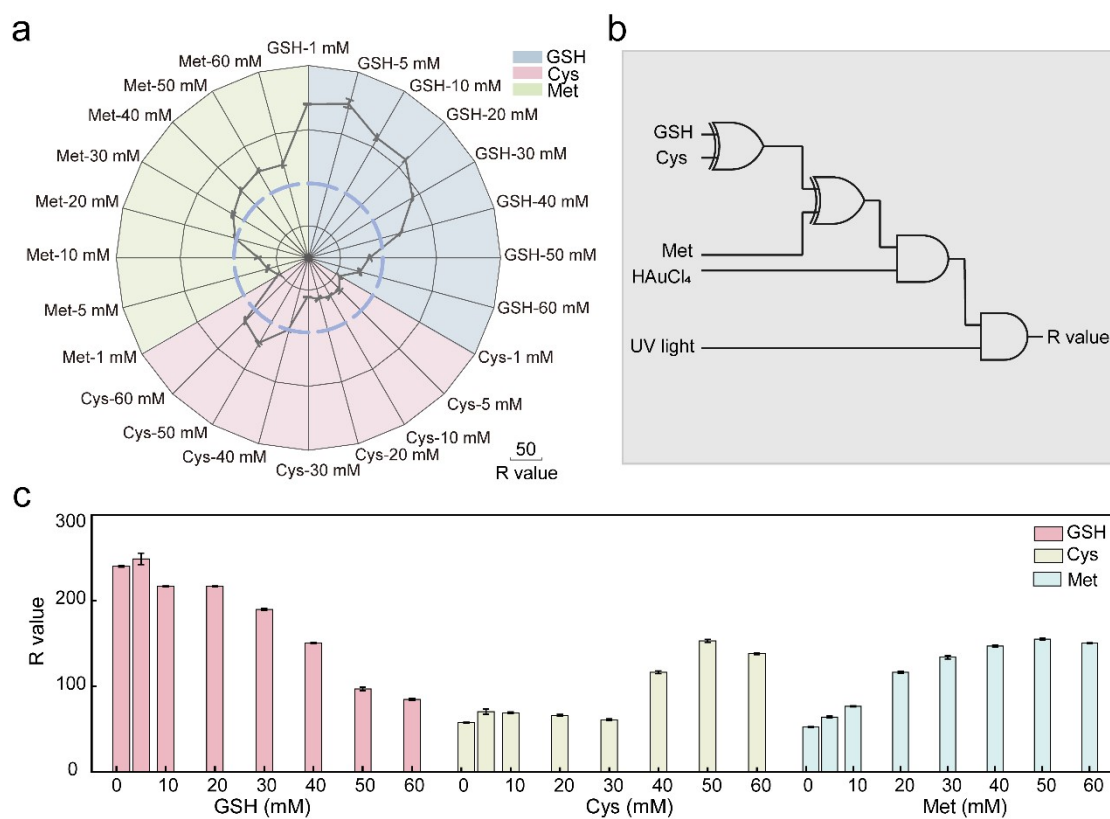 a
GSH-1 mM
GSH-5 mM
GSH-10 mM
GSH-20 mM
GSH-30 mM
GSH-40 mM
GSH-50 mM
GSH-60 mM
Cys-1 mM
Cys-5 mM
Cys-10 mM
Cys-20 mM
Cys-30 mM
Cys-40 mM
Cys-50 mM
Cys-60 mM
Met-1 mM
Met-5 mM
Met-10 mM
Met-20 mM
Met-30 mM
Met-40 mM
Met-50 mM
Met-60 mM
GSH
Cys
Met
50
R value
b
GSH
Cys
Met
HAuCl₄
UV light
R value
c
R value
300
200
100
0
GSH
Cys
Met
0 10 20 30 40 50 60 0 10 20 30 40 50 60 0 10 20 30 40 50 60
GSH (mM) Cys (mM) Met (mM)